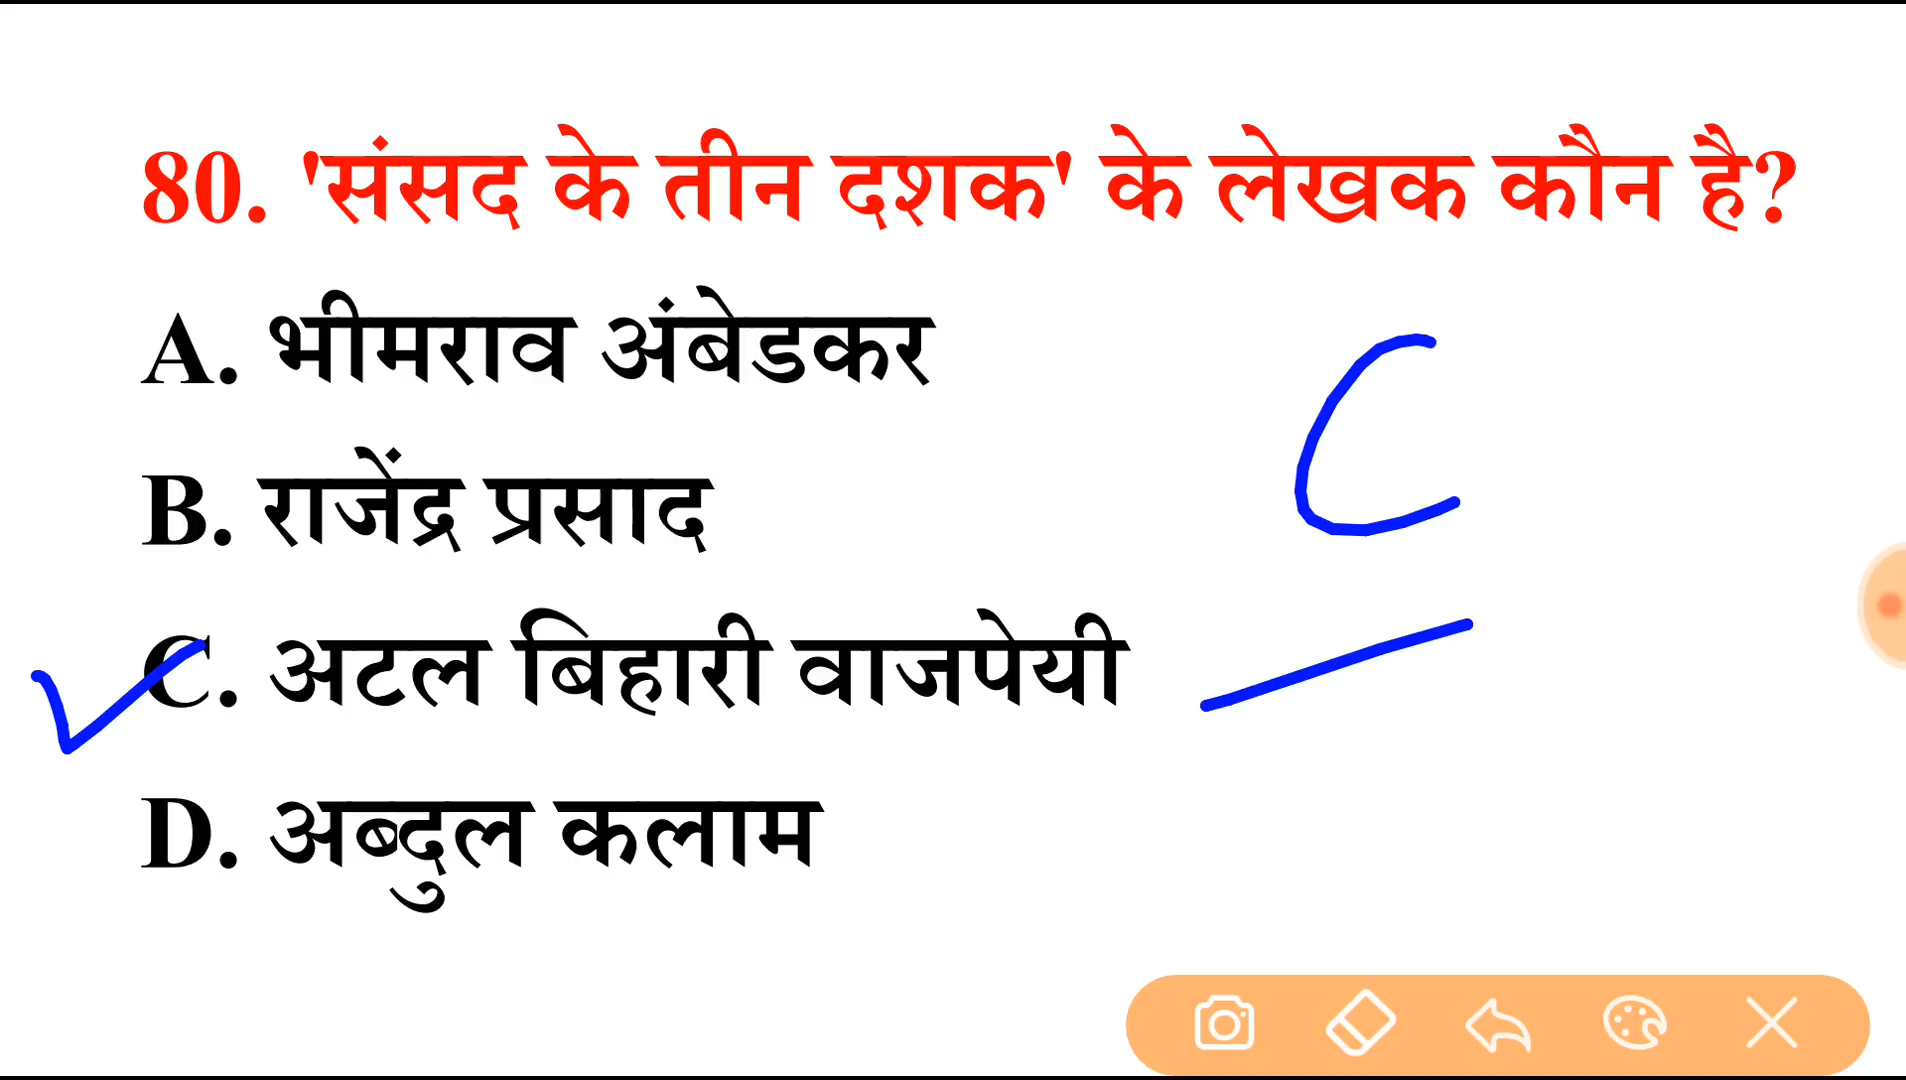 80. 'संसद के तीन दशक' के लेखक कौन है?
A. भीमराव अंबेडकर
C
B. राजेंद्र प्रसाद
C. अटल बिहारी वाजपेयी
D. अब्दुल कलाम